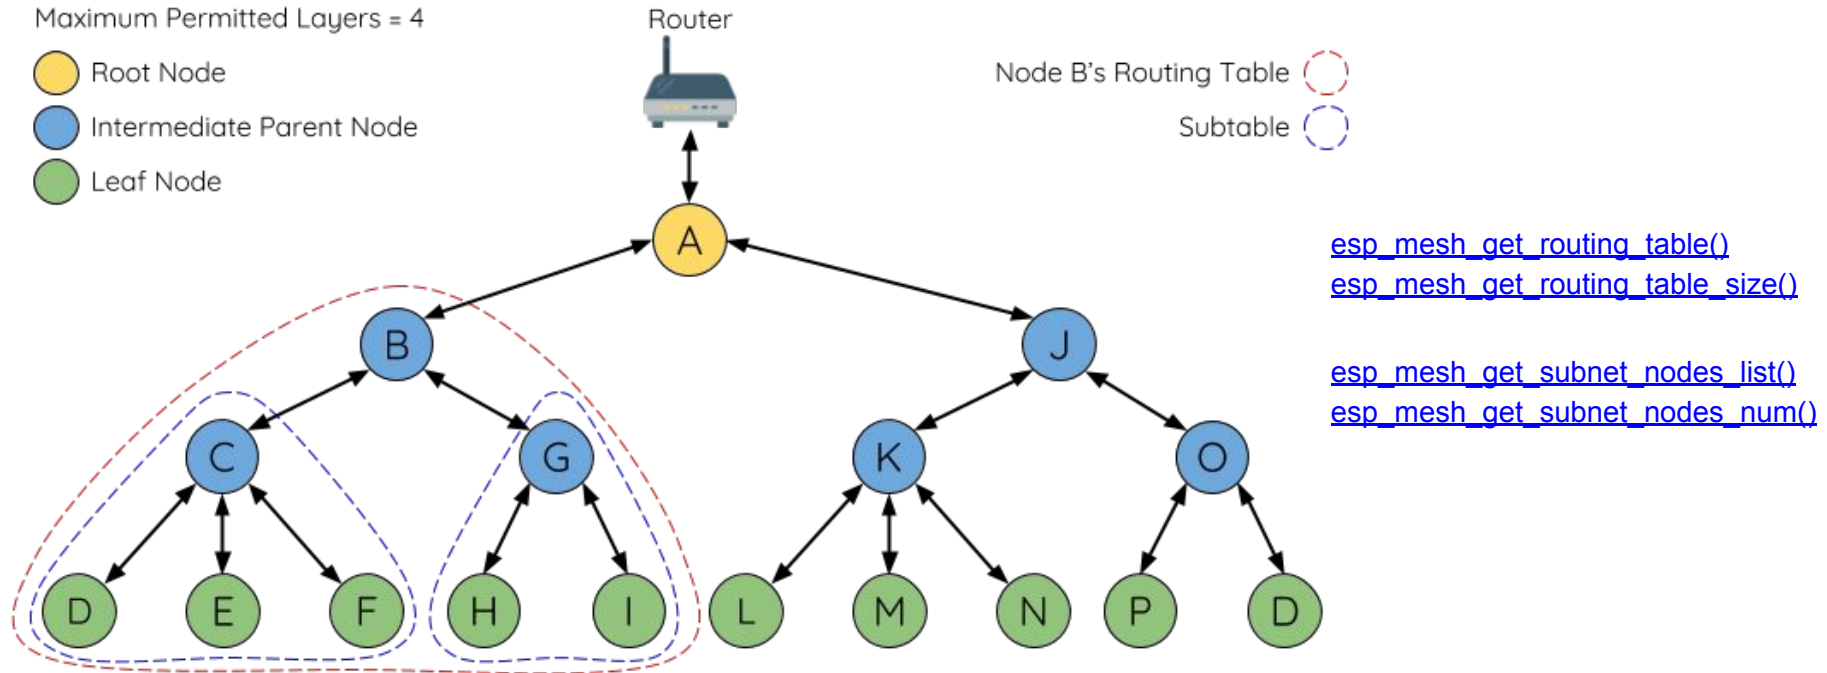 Maximum Permitted Layers = 4
Root Node
Intermediate Parent Node
Leaf Node
Router
Node B's Routing Table
Subtable
A
B
J
C
G
K
O
D
E
F
H
I
L
M
N
P
D
esp_mesh_get_routing_table()
esp_mesh_get_routing_table_size()
esp_mesh_get_subnet_nodes_list()
esp_mesh_get_subnet_nodes_num()